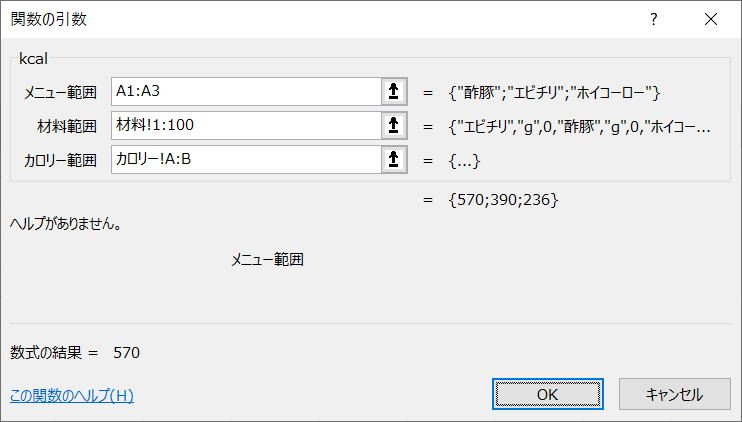 関数の引数
kcal
メニュー範囲 A1:A3 = {"酢豚";"エビチリ";"ホイコーロー"}
材料範囲 材料!1:100 = {"エビチリ","g",0,"酢豚","g",0,"ホイコー...
カロリー範囲 カロリー!A:B = {...}
= {570;390;236}
ヘルプがありません。
メニュー範囲
数式の結果 = 570
この関数のヘルプ(H)
OK キャンセル